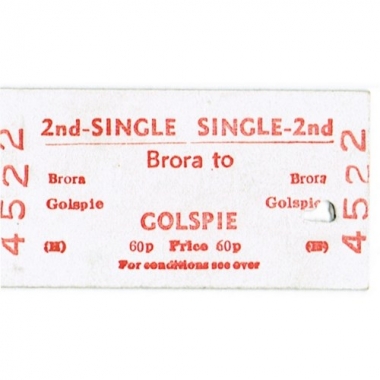 2nd-SINGLE SINGLE-2nd
Brora to
Brora Brora
Golspie Golspie
GOLSPIE
(H) 60p Price 60p (H)
For conditions see over
4522 4522